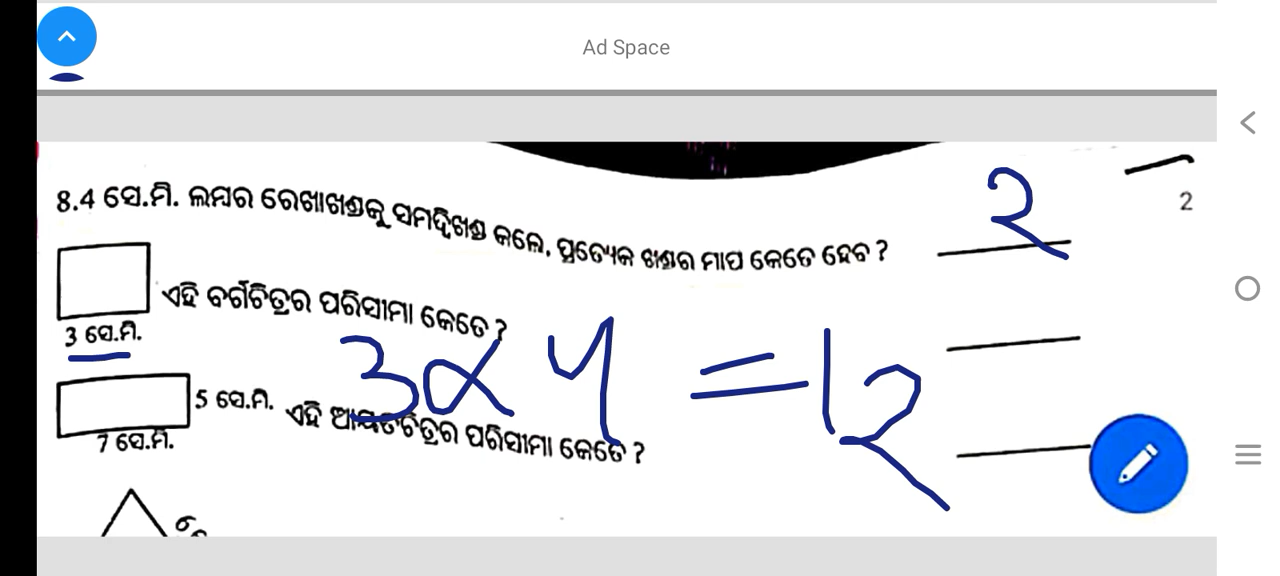 Ad Space
8.4 ସେ.ମି. ଲମ୍ବର ରେଖାଖଣ୍ଡକୁ ସମଦ୍ୱିଖଣ୍ଡ କଲେ, ପ୍ରତ୍ୟେକ ଖଣ୍ଡର ମାପ କେତେ ହେବ ? 2
2
ଏହି ବର୍ଗଚିତ୍ରର ପରିସୀମା କେତେ ?
3 ସେ.ମି.
3 x 4 = 12
5 ସେ.ମି. ଏହି ଆୟତଚିତ୍ରର ପରିସୀମା କେତେ ?
7 ସେ.ମି.